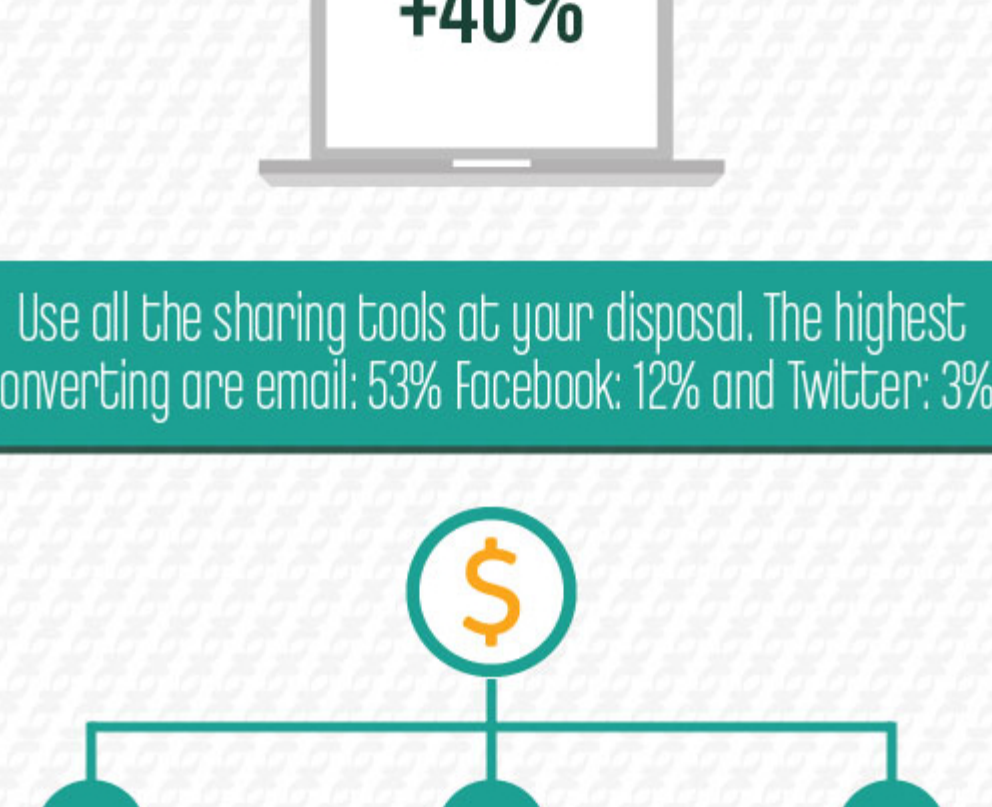 +40%
Use all the sharing tools at your disposal. The highest
onverting are email: 53% Facebook: 12% and Twitter: 3%
$